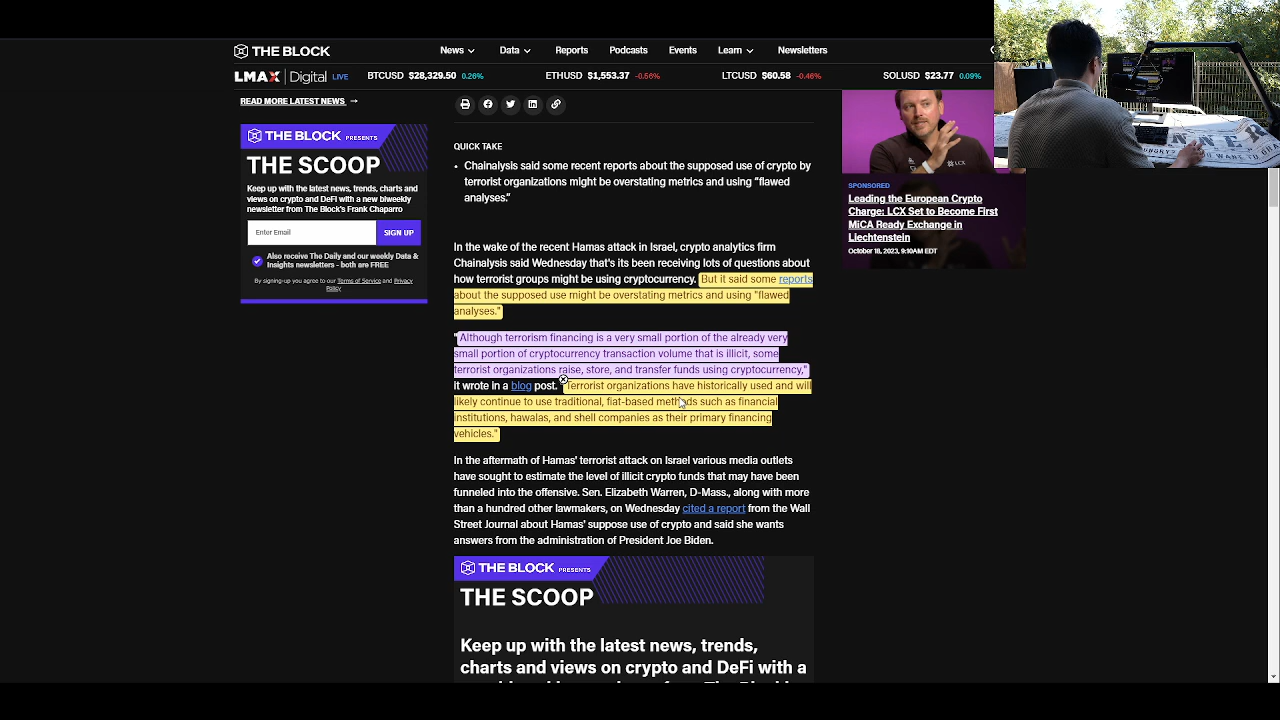 THE BLOCK
News
Data
Reports
Podcasts
Events
Learn
Newsletters
LMAX Digital LIVE
BTCUSD $28,329.50 0.26%
ETHUSD $1,553.37 -0.56%
LTCUSD $60.58 -0.46%
SOLUSD $23.77 0.09%
READ MORE LATEST NEWS →
THE BLOCK PRESENTS
THE SCOOP
Keep up with the latest news, trends, charts and
views on crypto and DeFi with a new biweekly
newsletter from The Block's Frank Chaparro
Enter Email
SIGN UP
Also receive The Daily and our weekly Data &
Insights newsletters - both are FREE
By signing-up you agree to our Terms of Service and Privacy
Policy
QUICK TAKE
• Chainalysis said some recent reports about the supposed use of crypto by
terrorist organizations might be overstating metrics and using “flawed
analyses.”
In the wake of the recent Hamas attack in Israel, crypto analytics firm
Chainalysis said Wednesday that's its been receiving lots of questions about
how terrorist groups might be using cryptocurrency. But it said some reports
about the supposed use might be overstating metrics and using "flawed
analyses."
"Although terrorism financing is a very small portion of the already very
small portion of cryptocurrency transaction volume that is illicit, some
terrorist organizations raise, store, and transfer funds using cryptocurrency,"
it wrote in a blog post. "Terrorist organizations have historically used and will
likely continue to use traditional, fiat-based methods such as financial
institutions, hawalas, and shell companies as their primary financing
vehicles."
In the aftermath of Hamas' terrorist attack on Israel various media outlets
have sought to estimate the level of illicit crypto funds that may have been
funneled into the offensive. Sen. Elizabeth Warren, D-Mass., along with more
than a hundred other lawmakers, on Wednesday cited a report from the Wall
Street Journal about Hamas' suppose use of crypto and said she wants
answers from the administration of President Joe Biden.
THE BLOCK PRESENTS
THE SCOOP
Keep up with the latest news, trends,
charts and views on crypto and DeFi with a
LCX
SPONSORED
Leading the European Crypto
Charge: LCX Set to Become First
MiCA Ready Exchange in
Liechtenstein
October 18, 2023, 9:10AM EDT